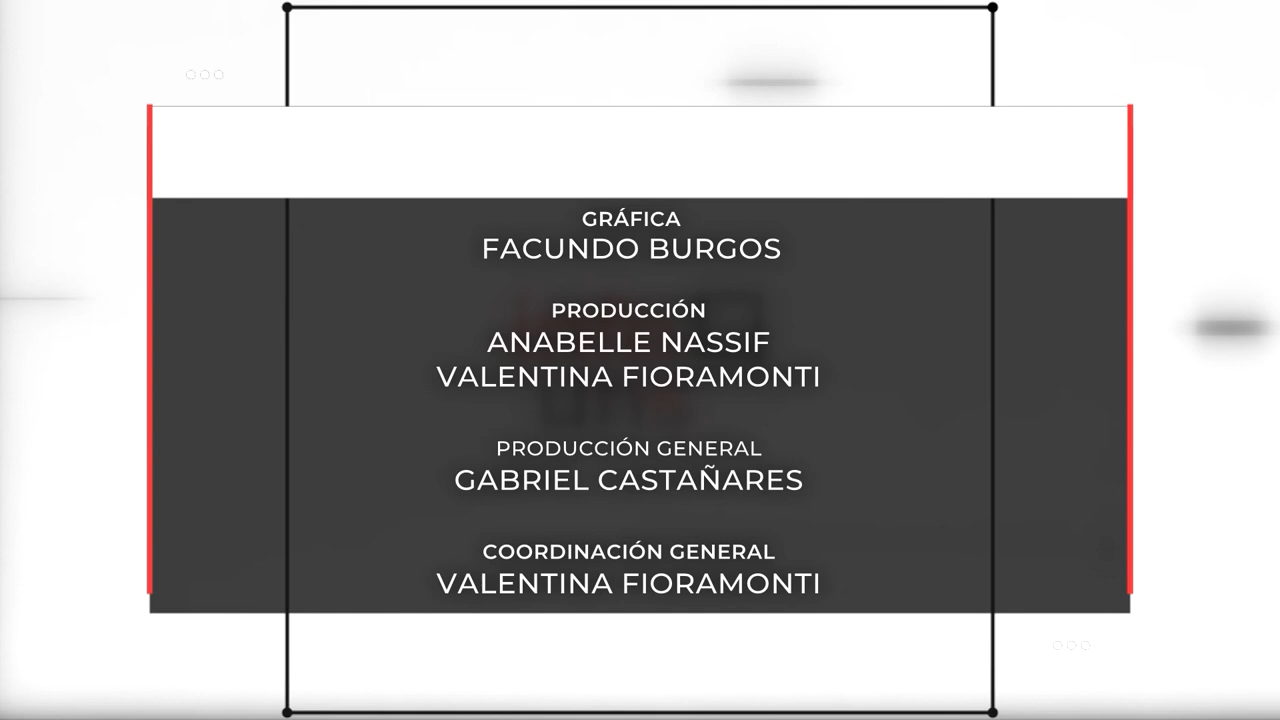 GRÁFICA
FACUNDO BURGOS
PRODUCCIÓN
ANABELLE NASSIF
VALENTINA FIORAMONTI
PRODUCCIÓN GENERAL
GABRIEL CASTAÑARES
COORDINACIÓN GENERAL
VALENTINA FIORAMONTI